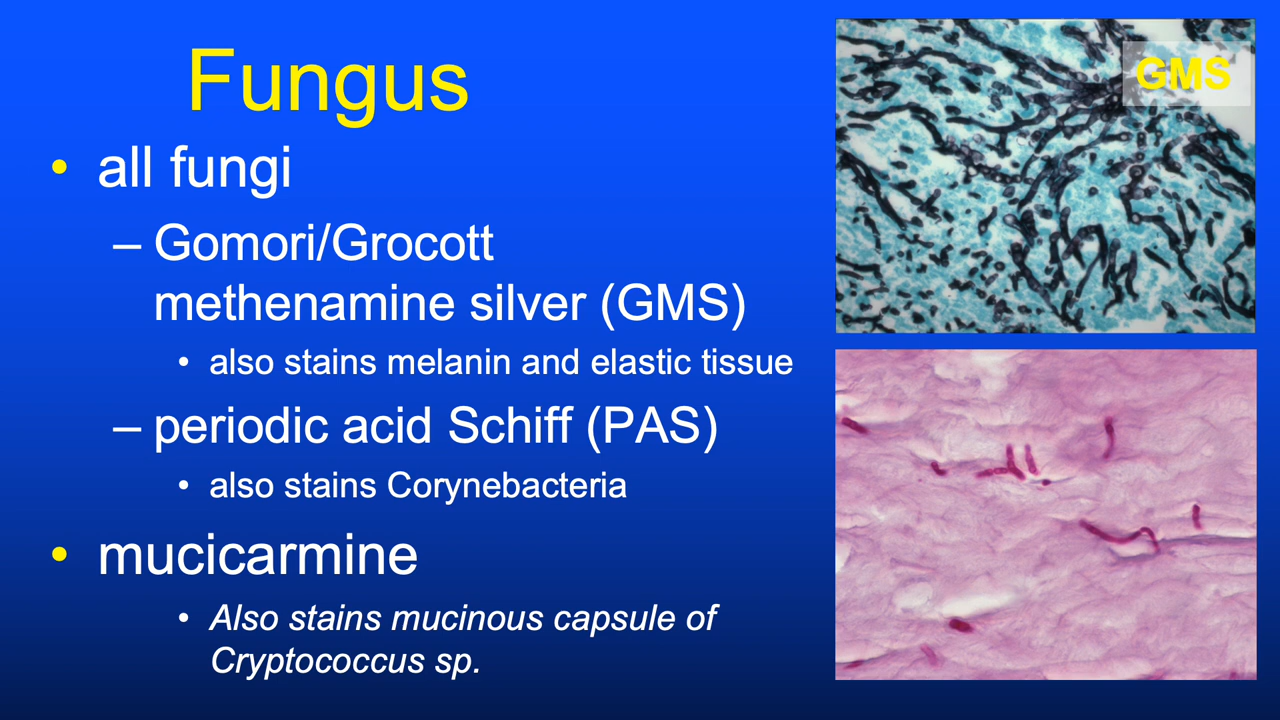 Fungus
• all fungi
– Gomori/Grocott
methenamine silver (GMS)
• also stains melanin and elastic tissue
– periodic acid Schiff (PAS)
• also stains Corynebacteria
• mucicarmine
• Also stains mucinous capsule of
Cryptococcus sp.
GMS